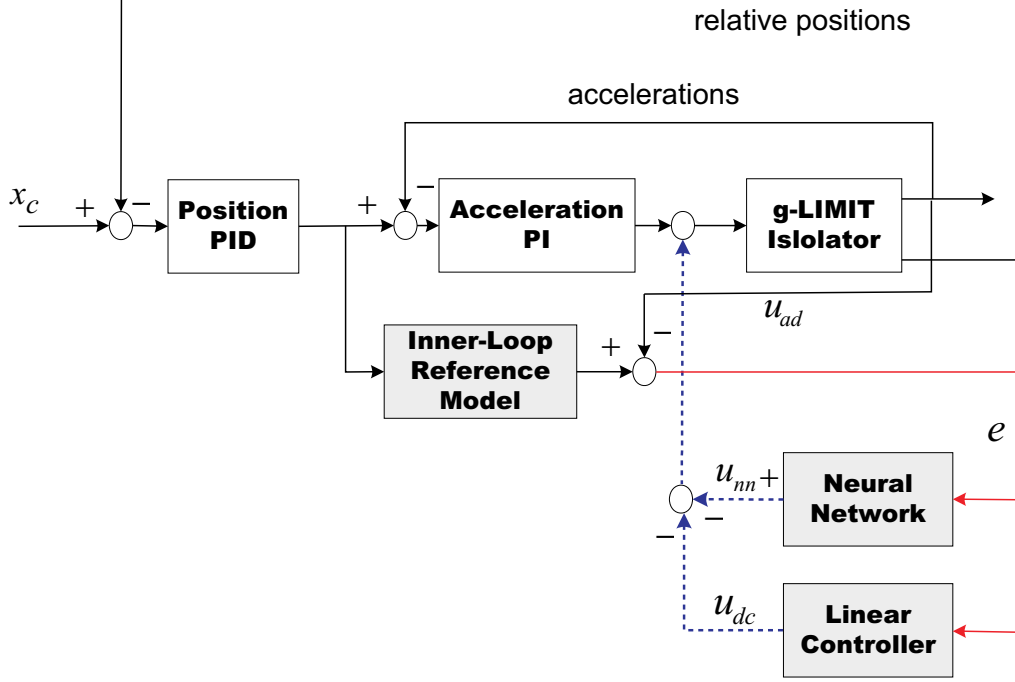 relative positions
accelerations
x_c
+
−
Position
PID
+
−
Acceleration
PI
g-LIMIT
Islolator
u_ad
−
Inner-Loop
Reference
Model
+
e
u_nn +
−
−
Neural
Network
u_dc
Linear
Controller